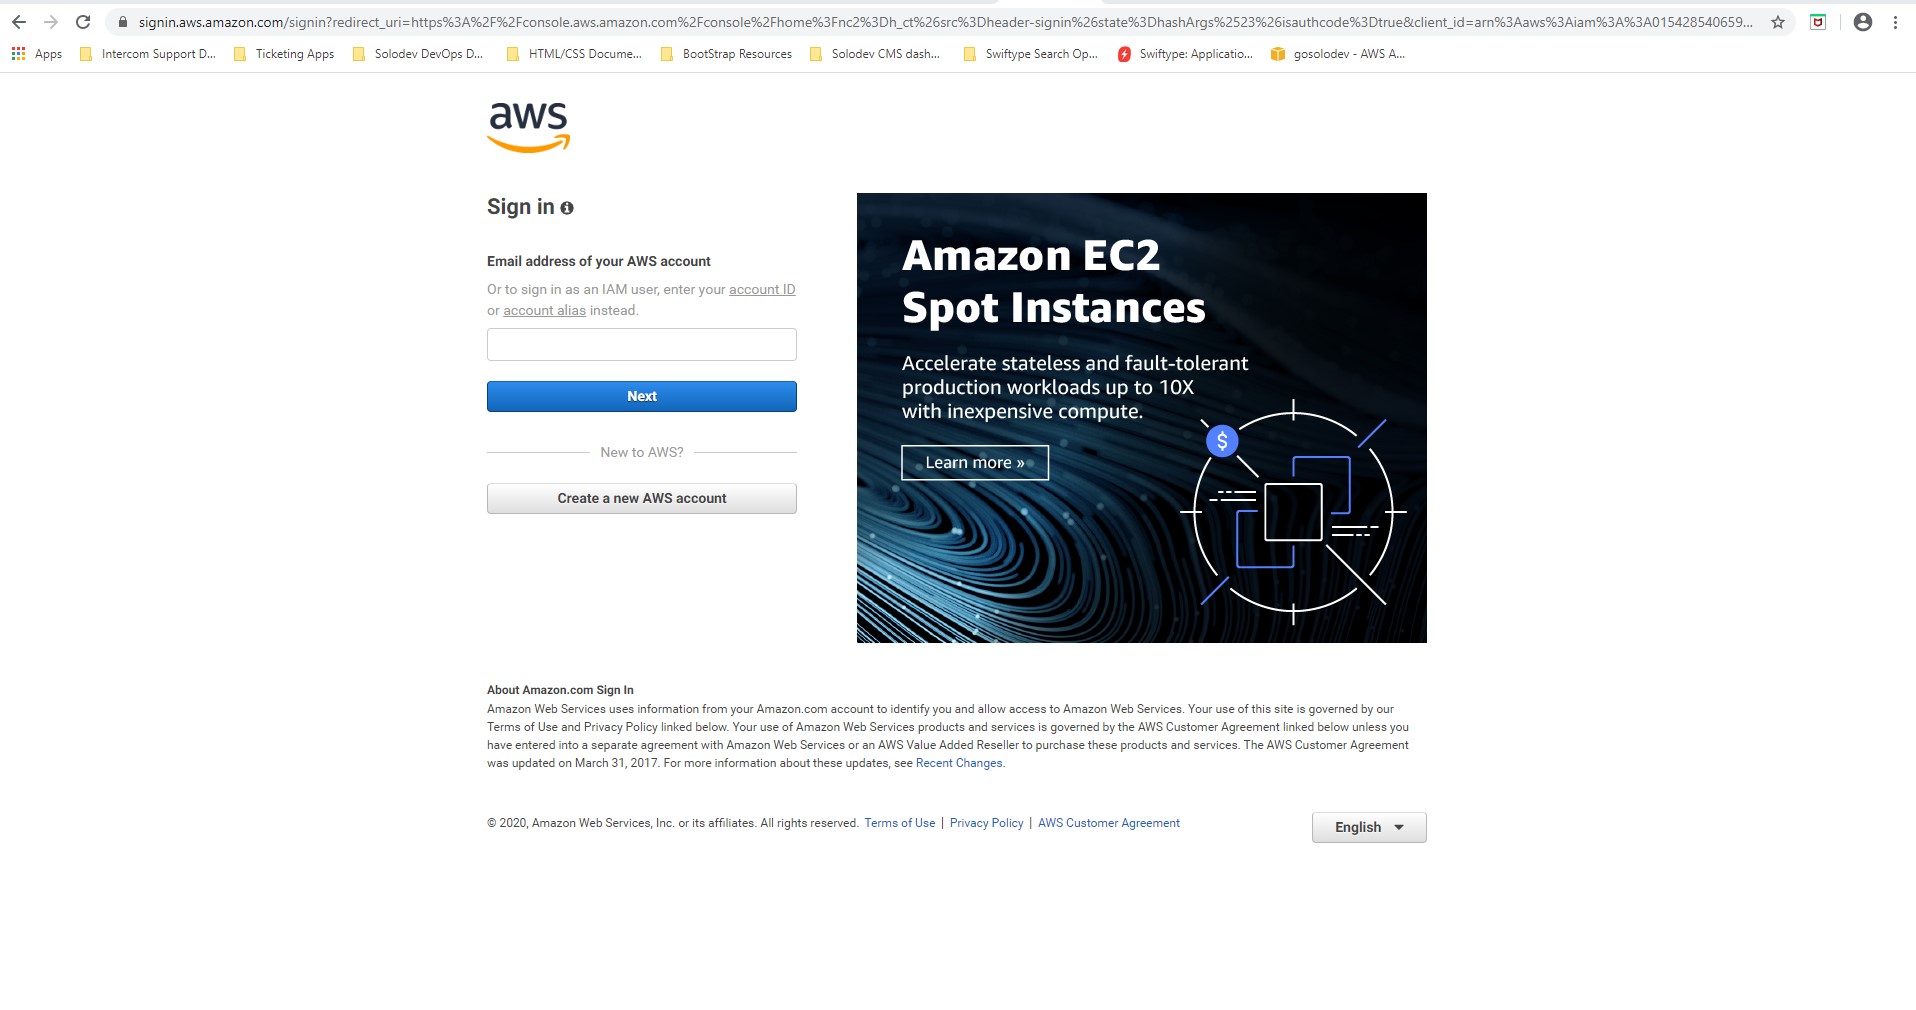 signin.aws.amazon.com/signin?redirect_uri=https%3A%2F%2Fconsole.aws.amazon.com%2Fconsole%2Fhome%3Fnc2%3Dh_ct%26src%3Dheader-signin%26state%3DhashArgs%2523%26isauthcode%3Dtrue&client_id=arn%3Aaws%3Aiam%3A%3A015428540659...
Apps Intercom Support D... Ticketing Apps Solodev DevOps D... HTML/CSS Docume... BootStrap Resources Solodev CMS dash... Swiftype Search Op... Swiftype: Applicatio... gosolodev - AWS A...
aws
Sign in
Email address of your AWS account
Or to sign in as an IAM user, enter your account ID
or account alias instead.
Next
New to AWS?
Create a new AWS account
Amazon EC2
Spot Instances
Accelerate stateless and fault-tolerant
production workloads up to 10X
with inexpensive compute.
Learn more »
$
About Amazon.com Sign In
Amazon Web Services uses information from your Amazon.com account to identify you and allow access to Amazon Web Services. Your use of this site is governed by our
Terms of Use and Privacy Policy linked below. Your use of Amazon Web Services products and services is governed by the AWS Customer Agreement linked below unless you
have entered into a separate agreement with Amazon Web Services or an AWS Value Added Reseller to purchase these products and services. The AWS Customer Agreement
was updated on March 31, 2017. For more information about these updates, see Recent Changes.
© 2020, Amazon Web Services, Inc. or its affiliates. All rights reserved. Terms of Use | Privacy Policy | AWS Customer Agreement
English